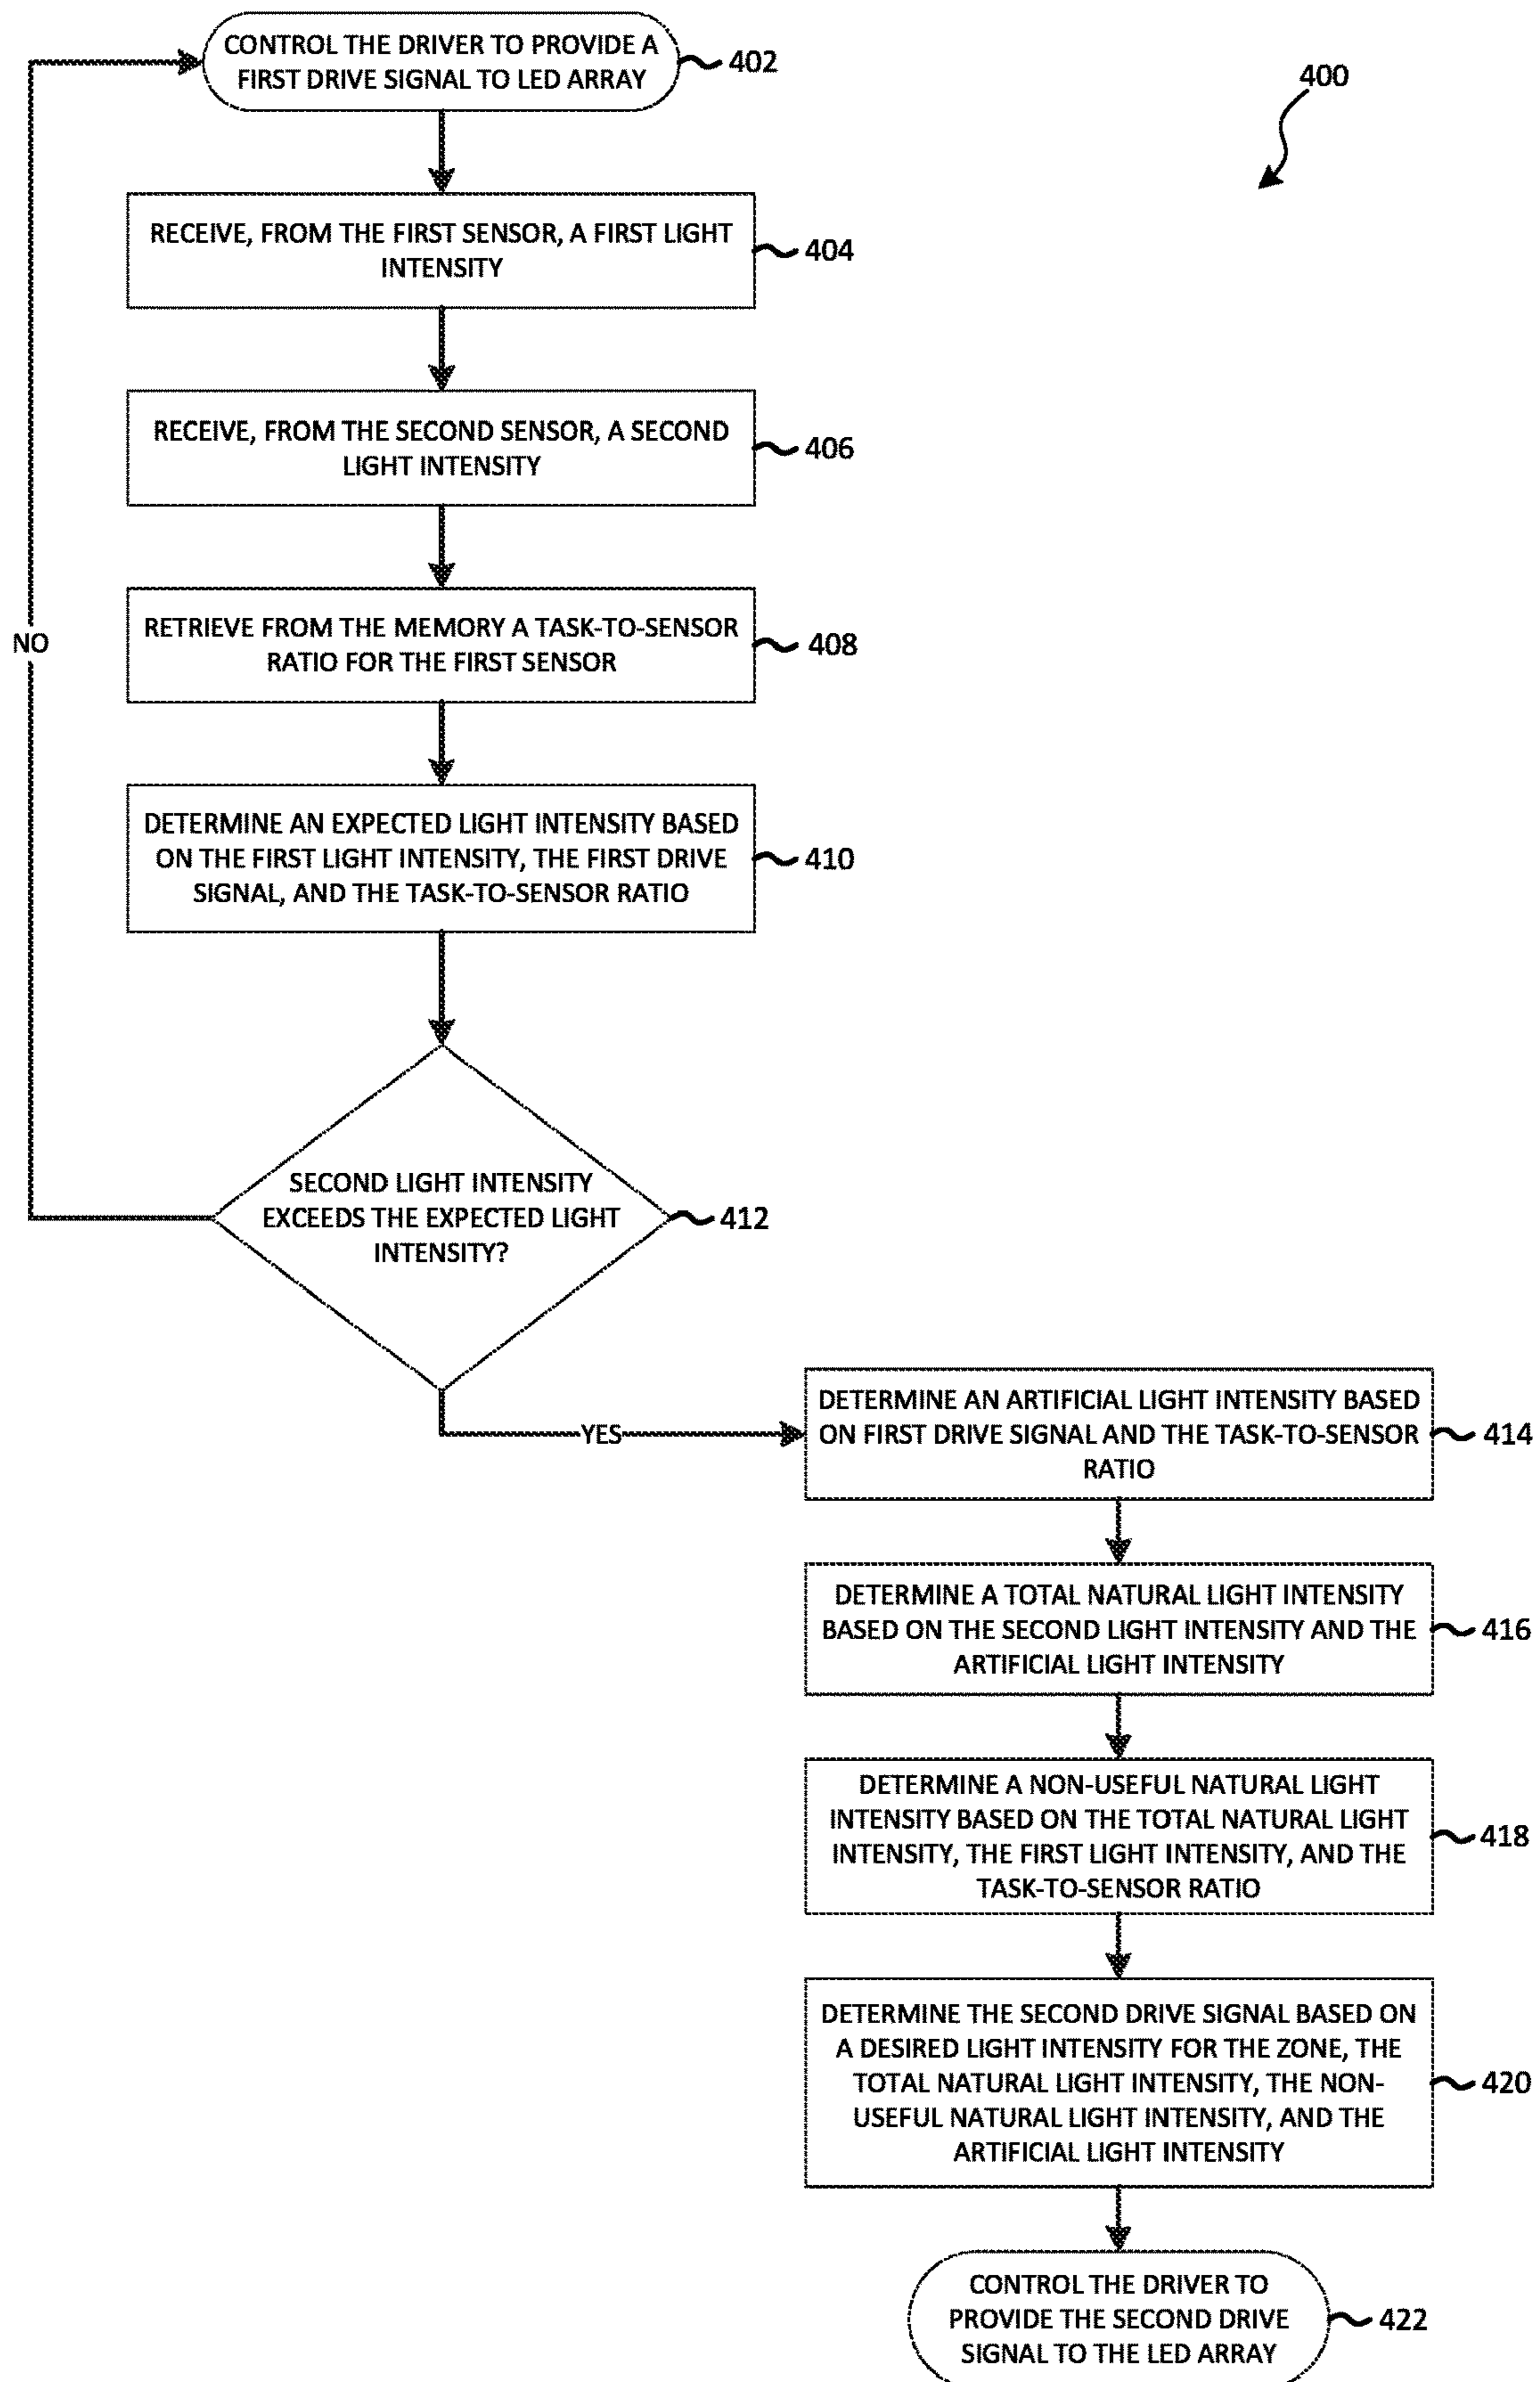 CONTROL THE DRIVER TO PROVIDE A
FIRST DRIVE SIGNAL TO LED ARRAY
402
400
RECEIVE, FROM THE FIRST SENSOR, A FIRST LIGHT
INTENSITY
404
RECEIVE, FROM THE SECOND SENSOR, A SECOND
LIGHT INTENSITY
406
RETRIEVE FROM THE MEMORY A TASK-TO-SENSOR
RATIO FOR THE FIRST SENSOR
408
NO
DETERMINE AN EXPECTED LIGHT INTENSITY BASED
ON THE FIRST LIGHT INTENSITY, THE FIRST DRIVE
SIGNAL, AND THE TASK-TO-SENSOR RATIO
410
SECOND LIGHT INTENSITY
EXCEEDS THE EXPECTED LIGHT
INTENSITY?
412
YES
DETERMINE AN ARTIFICIAL LIGHT INTENSITY BASED
ON FIRST DRIVE SIGNAL AND THE TASK-TO-SENSOR
RATIO
414
DETERMINE A TOTAL NATURAL LIGHT INTENSITY
BASED ON THE SECOND LIGHT INTENSITY AND THE
ARTIFICIAL LIGHT INTENSITY
416
DETERMINE A NON-USEFUL NATURAL LIGHT
INTENSITY BASED ON THE TOTAL NATURAL LIGHT
INTENSITY, THE FIRST LIGHT INTENSITY, AND THE
TASK-TO-SENSOR RATIO
418
DETERMINE THE SECOND DRIVE SIGNAL BASED ON
A DESIRED LIGHT INTENSITY FOR THE ZONE, THE
TOTAL NATURAL LIGHT INTENSITY, THE NON-
USEFUL NATURAL LIGHT INTENSITY, AND THE
ARTIFICIAL LIGHT INTENSITY
420
CONTROL THE DRIVER TO
PROVIDE THE SECOND DRIVE
SIGNAL TO THE LED ARRAY
422